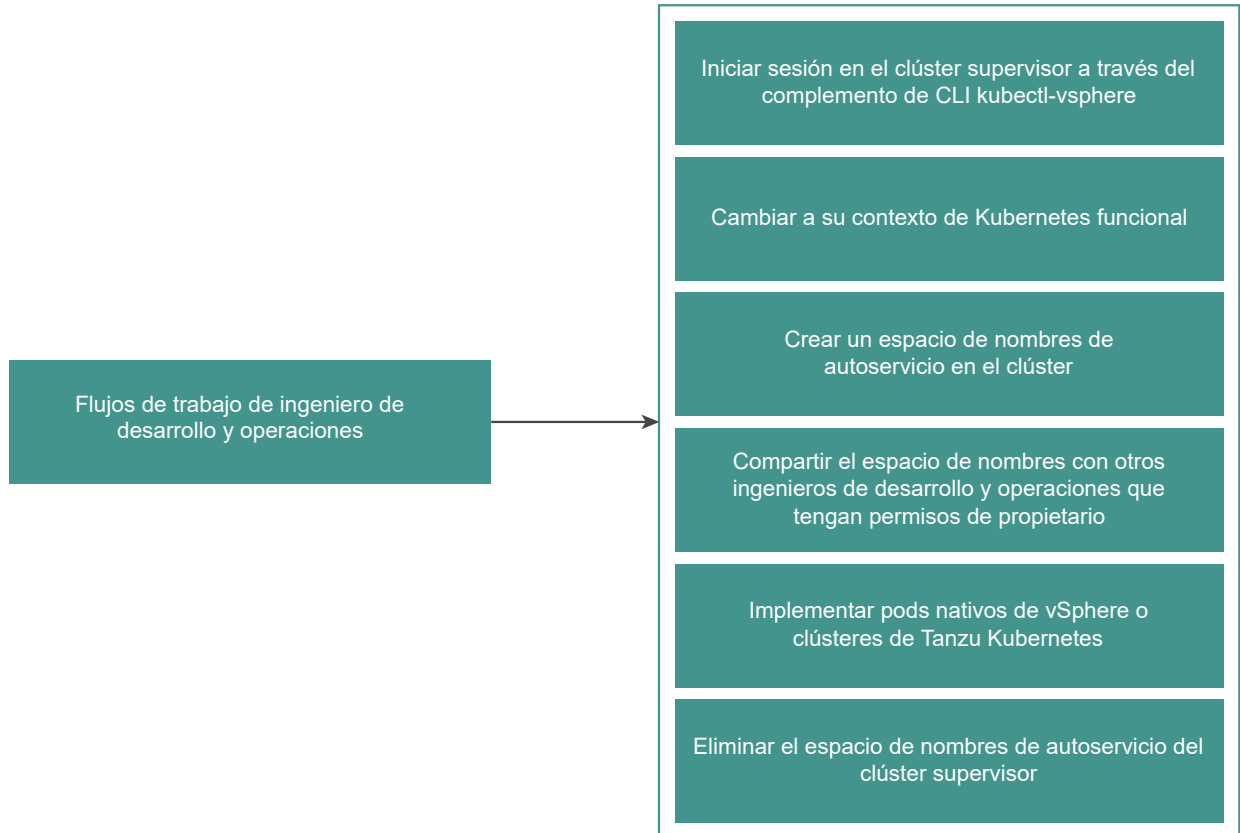 Iniciar sesión en el clúster supervisor a través del
complemento de CLI kubectl-vsphere
Cambiar a su contexto de Kubernetes funcional
Crear un espacio de nombres de
autoservicio en el clúster
Flujos de trabajo de ingeniero de
desarrollo y operaciones
Compartir el espacio de nombres con otros
ingenieros de desarrollo y operaciones que
tengan permisos de propietario
Implementar pods nativos de vSphere o
clústeres de Tanzu Kubernetes
Eliminar el espacio de nombres de autoservicio del
clúster supervisor